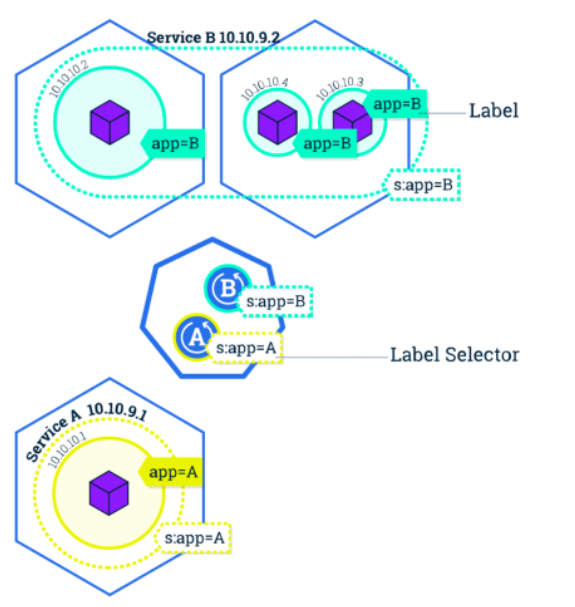 Service B 10.10.9.2
10.10.10.2
10.10.10.4
10.10.10.3
app=B
Label
app=B
app=B
s:app=B
B
s:app=B
A
s:app=A
Label Selector
Service A 10.10.9.1
10.10.10.1
app=A
s:app=A